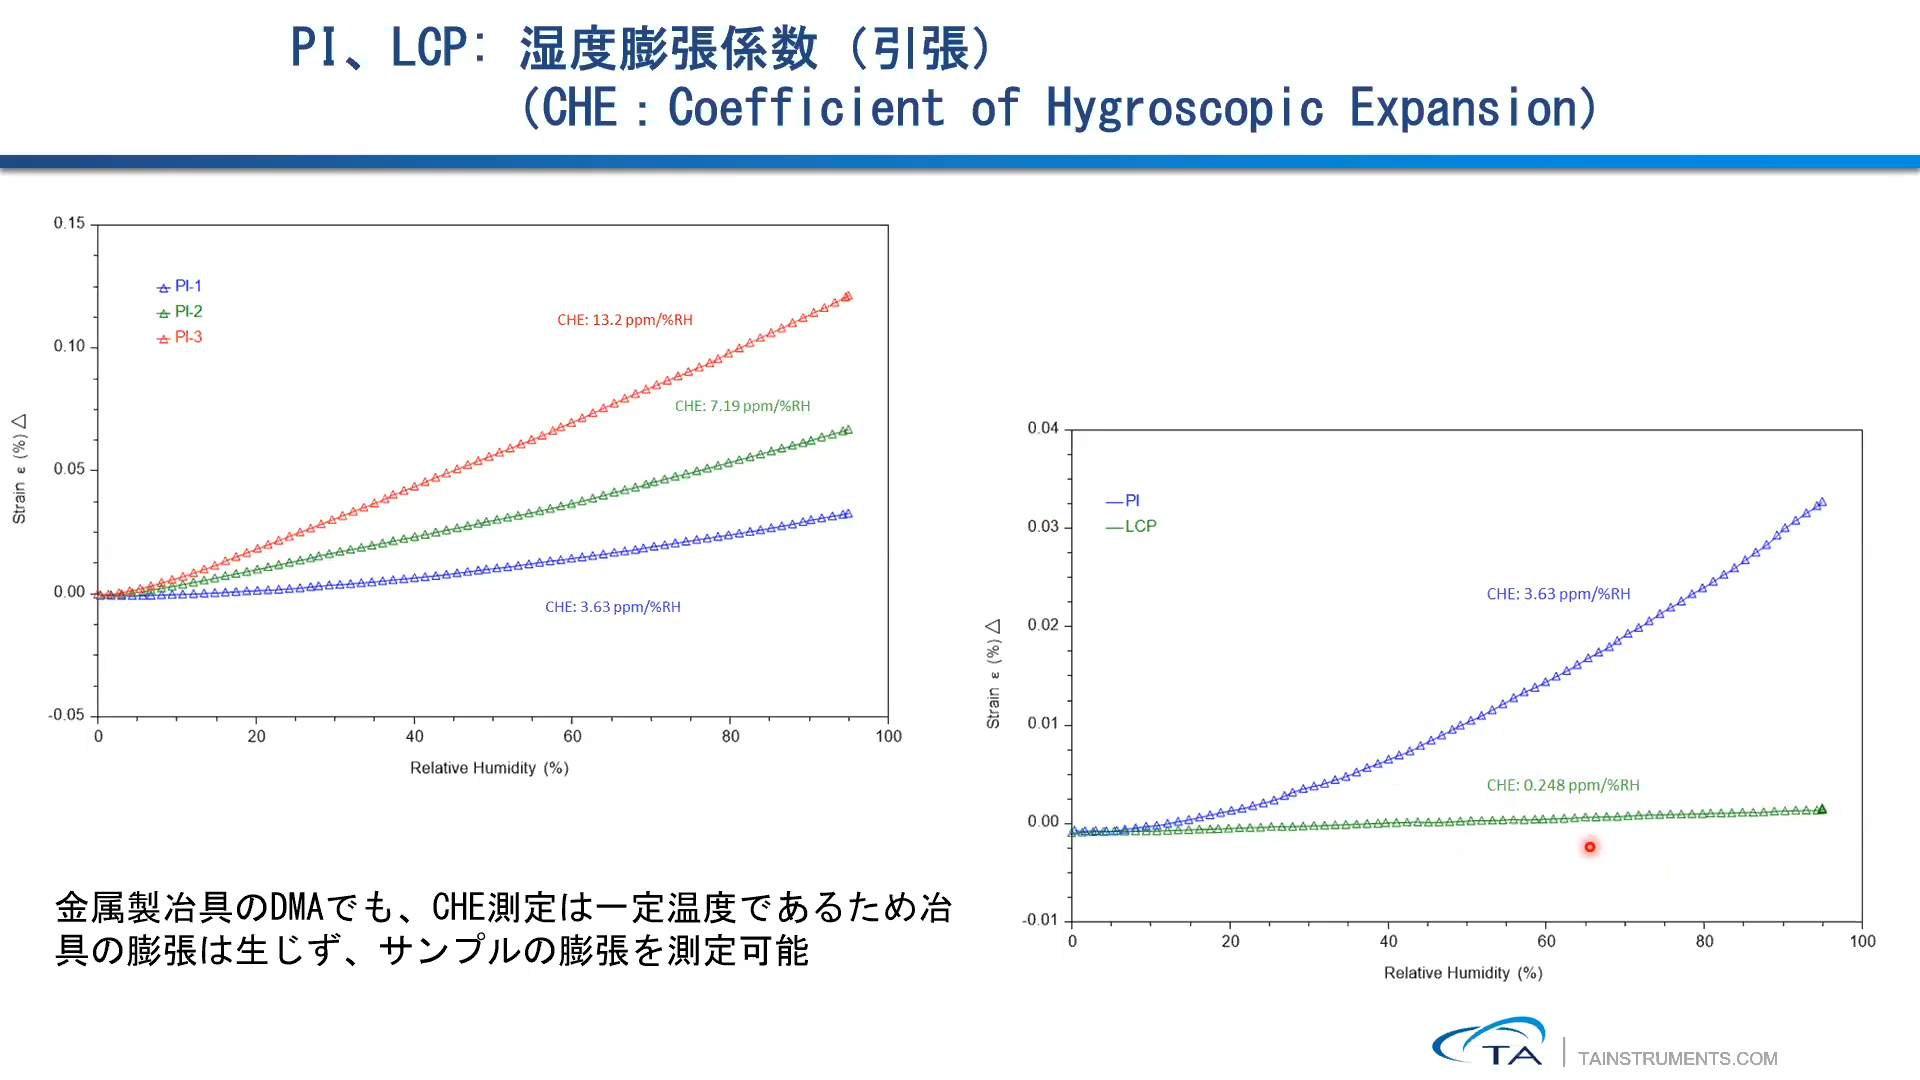 PI、LCP: 湿度膨張係数（引張）
(CHE：Coefficient of Hygroscopic Expansion)
0.15
0.10
0.05
0.00
-0.05
Strain ε (%) △
PI-1
PI-2
PI-3
CHE: 13.2 ppm/%RH
CHE: 7.19 ppm/%RH
CHE: 3.63 ppm/%RH
0 20 40 60 80 100
Relative Humidity (%)
0.04
0.03
0.02
0.01
0.00
-0.01
Strain ε (%) △
PI
LCP
CHE: 3.63 ppm/%RH
CHE: 0.248 ppm/%RH
0 20 40 60 80 100
Relative Humidity (%)
金属製冶具のDMAでも、CHE測定は一定温度であるため冶
具の膨張は生じず、サンプルの膨張を測定可能
TA
TAINSTRUMENTS.COM